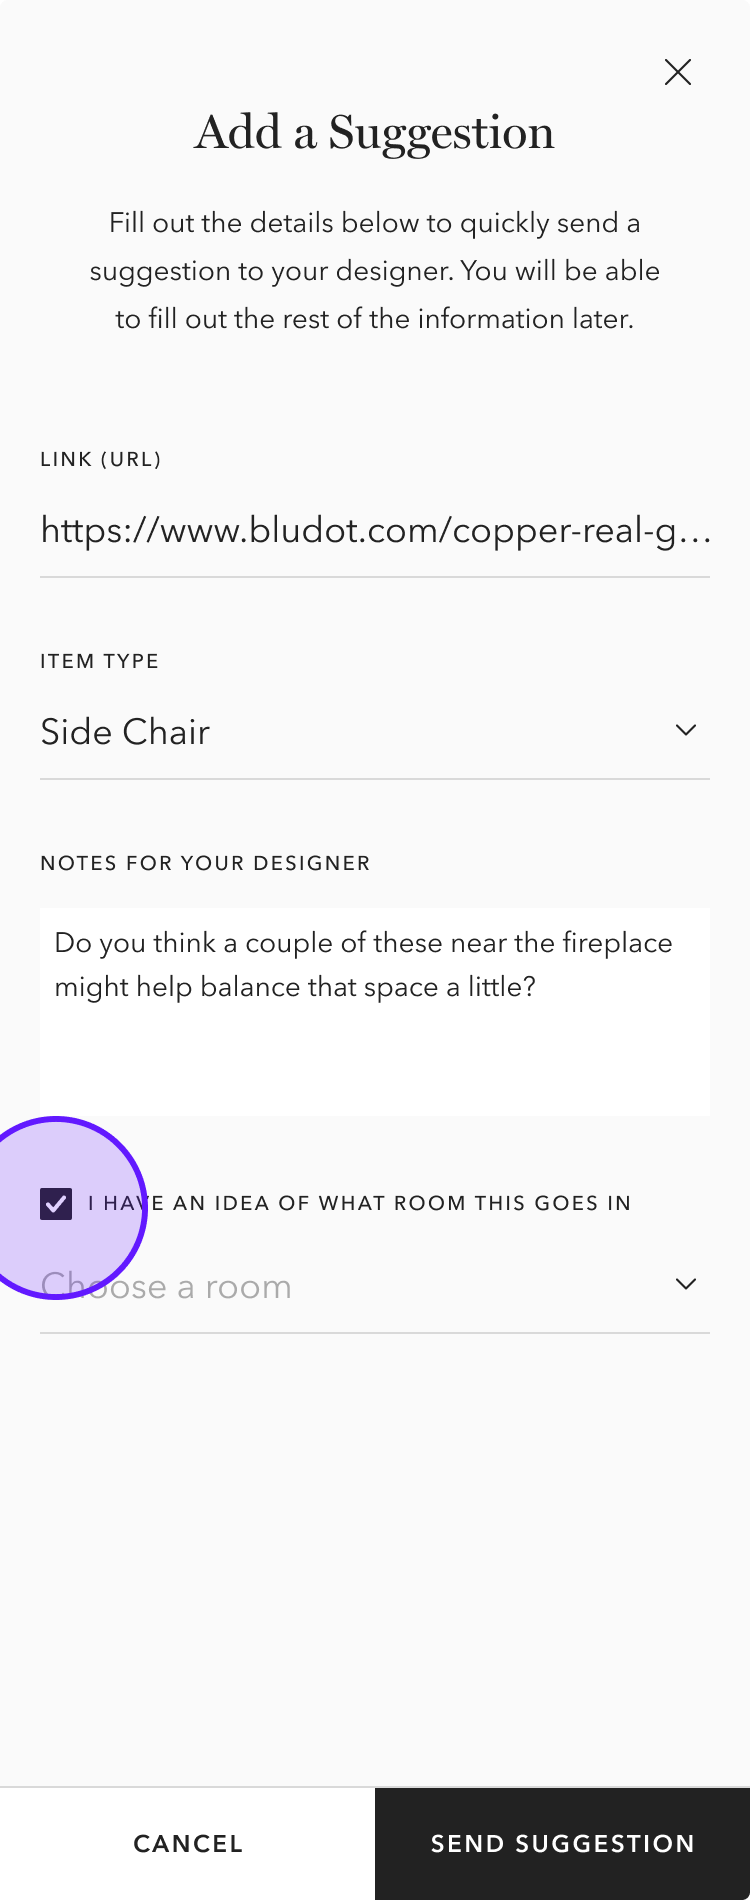 Add a Suggestion
Fill out the details below to quickly send a
suggestion to your designer. You will be able
to fill out the rest of the information later.
LINK (URL)
https://www.bludot.com/copper-real-g...
ITEM TYPE
Side Chair
NOTES FOR YOUR DESIGNER
Do you think a couple of these near the fireplace
might help balance that space a little?
I HAVE AN IDEA OF WHAT ROOM THIS GOES IN
Choose a room
CANCEL
SEND SUGGESTION